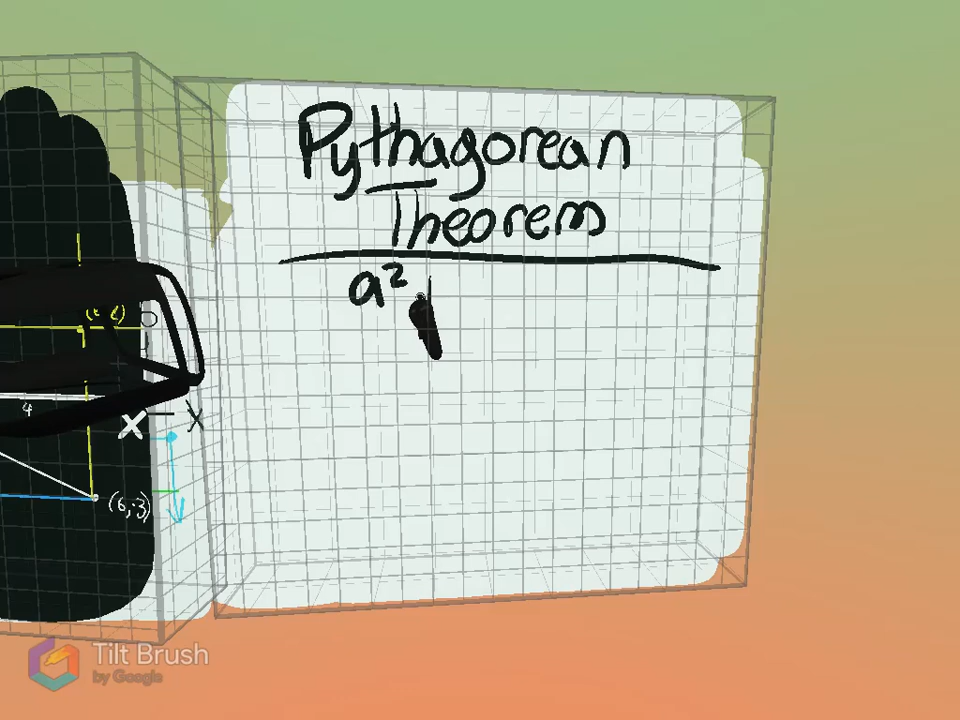 Pythagorean
Theorem
a²
4
X
X
(6,-3)
Tilt Brush
by Google